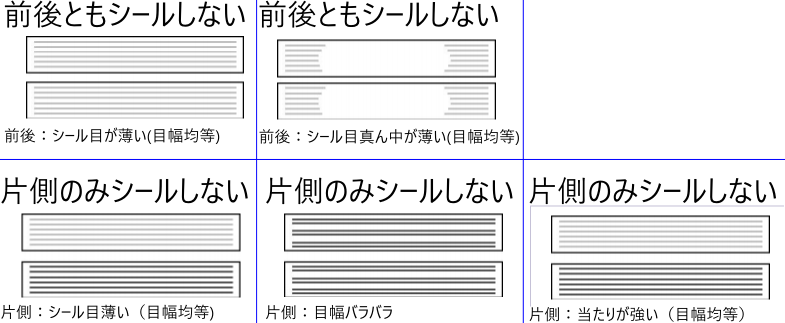 前後ともシールしない
前後：シール目が薄い(目幅均等)
前後ともシールしない
前後：シール目真ん中が薄い(目幅均等)
片側のみシールしない
片側：シール目薄い（目幅均等)
片側のみシールしない
片側：目幅バラバラ
片側のみシールしない
片側：当たりが強い（目幅均等）